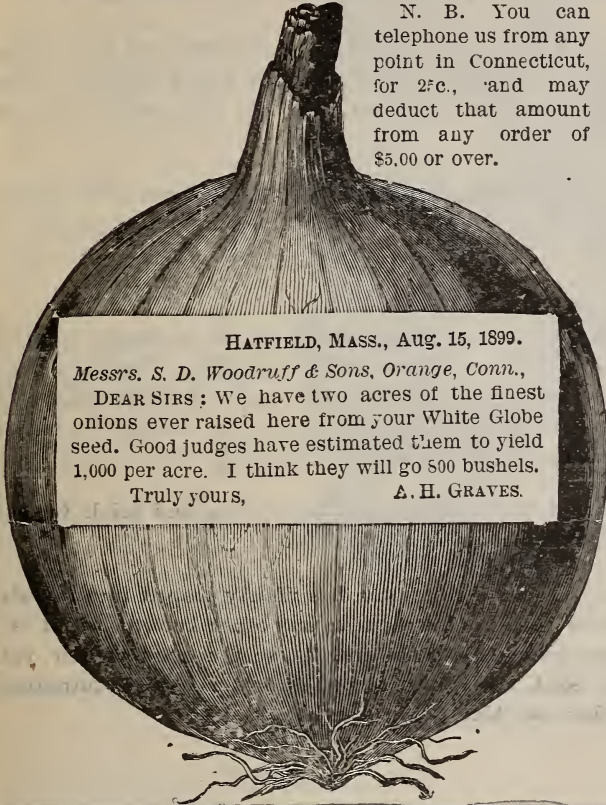 N. B. You can
telephone us from any
point in Connecticut,
for 25c., and may
deduct that amount
from any order of
$5.00 or over.
HATFIELD, MASS., Aug. 15, 1899.
Messrs. S. D. Woodruff & Sons, Orange, Conn.,
DEAR SIRS : We have two acres of the finest
onions ever raised here from your White Globe
seed. Good judges have estimated them to yield
1,000 per acre. I think they will go 800 bushels.
Truly yours, A. H. GRAVES.